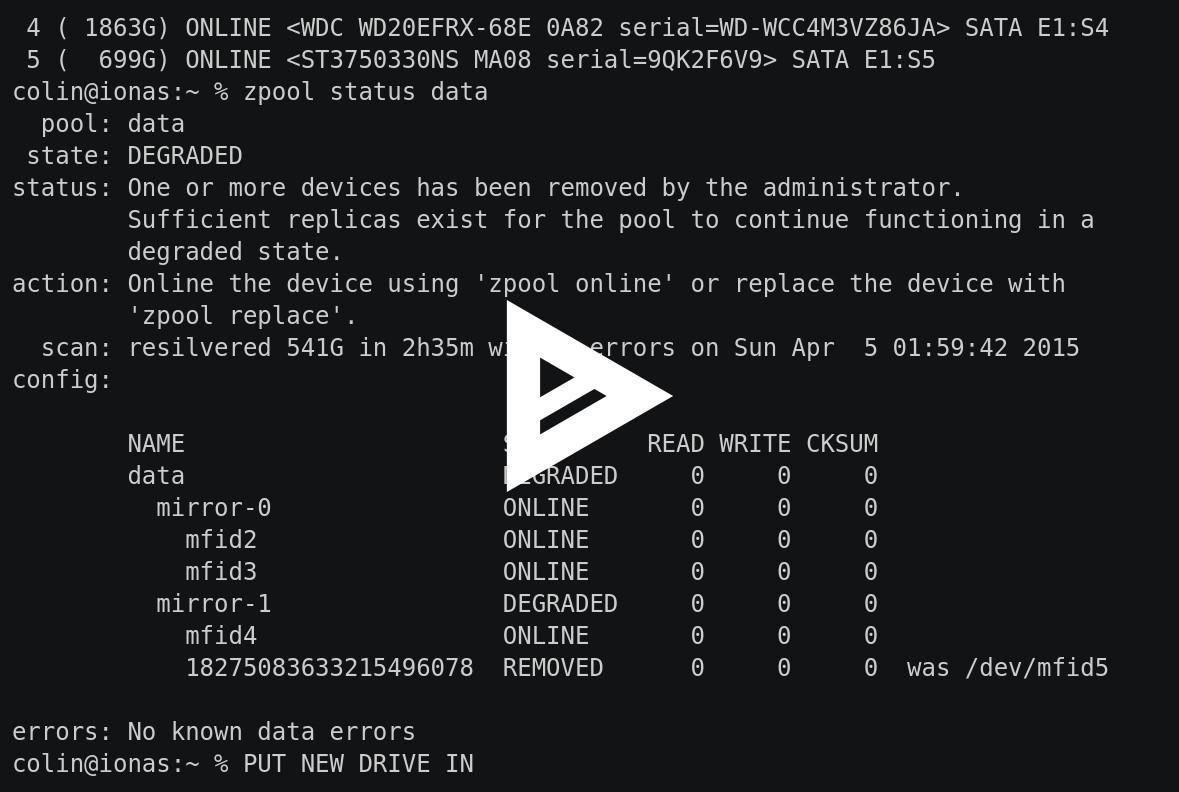 4 ( 1863G) ONLINE <WDC WD20EFRX-68E 0A82 serial=WD-WCC4M3VZ86JA> SATA E1:S4
5 (  699G) ONLINE <ST3750330NS MA08 serial=9QK2F6V9> SATA E1:S5
colin@ionas:~ % zpool status data
pool: data
state: DEGRADED
status: One or more devices has been removed by the administrator.
Sufficient replicas exist for the pool to continue functioning in a
degraded state.
action: Online the device using 'zpool online' or replace the device with
'zpool replace'.
scan: resilvered 541G in 2h35m errors on Sun Apr  5 01:59:42 2015
config:
NAME READ WRITE CKSUM
data DEGRADED 0 0 0
mirror-0 ONLINE 0 0 0
mfid2 ONLINE 0 0 0
mfid3 ONLINE 0 0 0
mirror-1 DEGRADED 0 0 0
mfid4 ONLINE 0 0 0
18275083633215496078 REMOVED 0 0 0 was /dev/mfid5
errors: No known data errors
colin@ionas:~ % PUT NEW DRIVE IN